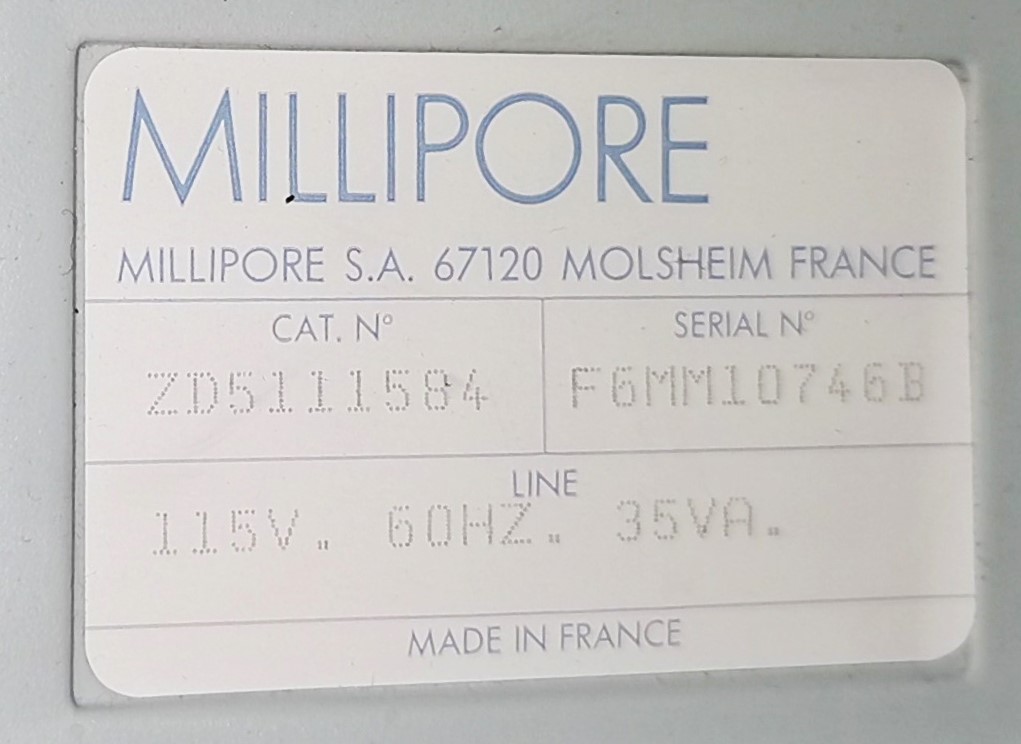 MILLIPORE
MILLIPORE S.A. 67120 MOLSHEIM FRANCE
CAT. N° SERIAL N°
ZD5111584 F6MM10746B
LINE
115V. 60HZ. 35VA.
MADE IN FRANCE